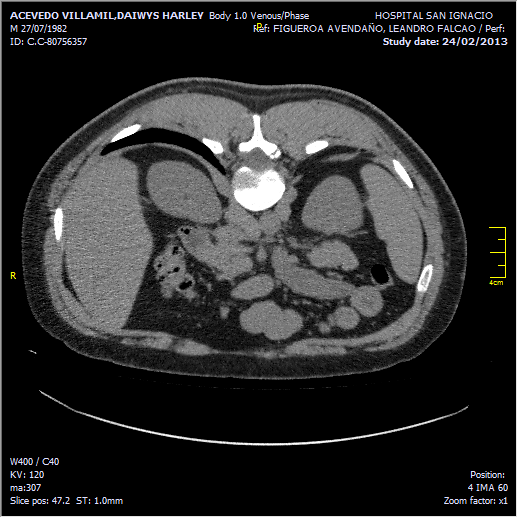 ACEVEDO VILLAMIL,DAIWYS HARLEY Body 1.0 Venous/Phase
HOSPITAL SAN IGNACIO
M 27/07/1982
Ref: FIGUEROA AVENDAÑO, LEANDRO FALCAO / Perf:
ID: C.C-80756357
Study date: 24/02/2013
P
R
4cm
W400 / C40
KV: 120
ma:307
Slice pos: 47.2 ST: 1.0mm
Position:
4 IMA 60
Zoom factor: x1